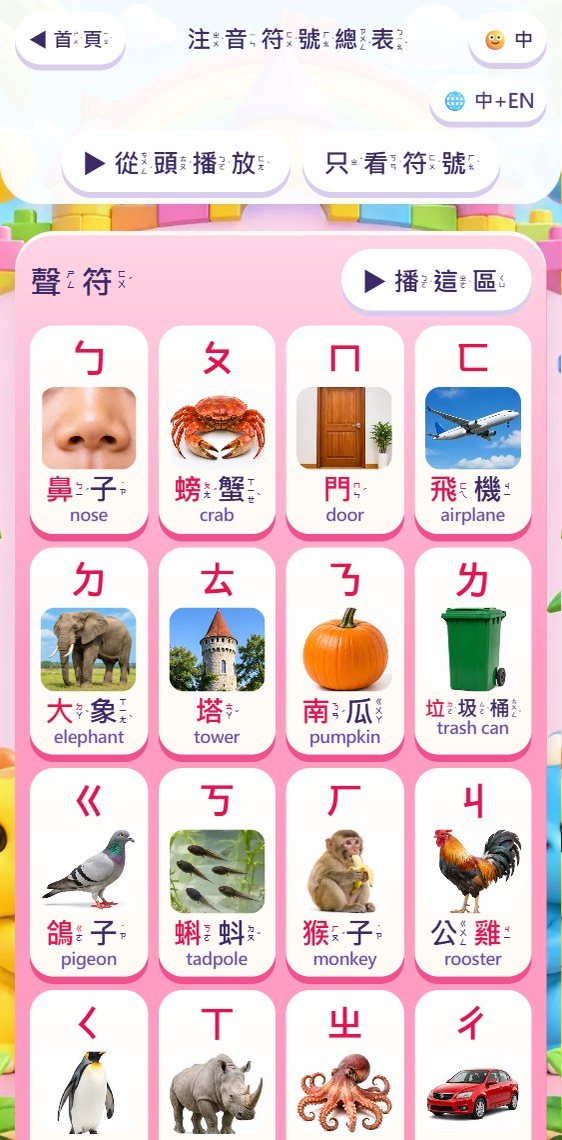 ◀ 首頁
注音符號總表
中
中+EN
▶ 從頭播放
只看符號
聲符
▶ 播這區
ㄅ
鼻子
nose
ㄆ
螃蟹
crab
ㄇ
門
door
ㄈ
飛機
airplane
ㄉ
大象
elephant
ㄊ
塔
tower
ㄋ
南瓜
pumpkin
ㄌ
垃圾桶
trash can
ㄍ
鴿子
pigeon
ㄎ
蝌蚪
tadpole
ㄏ
猴子
monkey
ㄐ
公雞
rooster
ㄑ
ㄒ
ㄓ
ㄔ